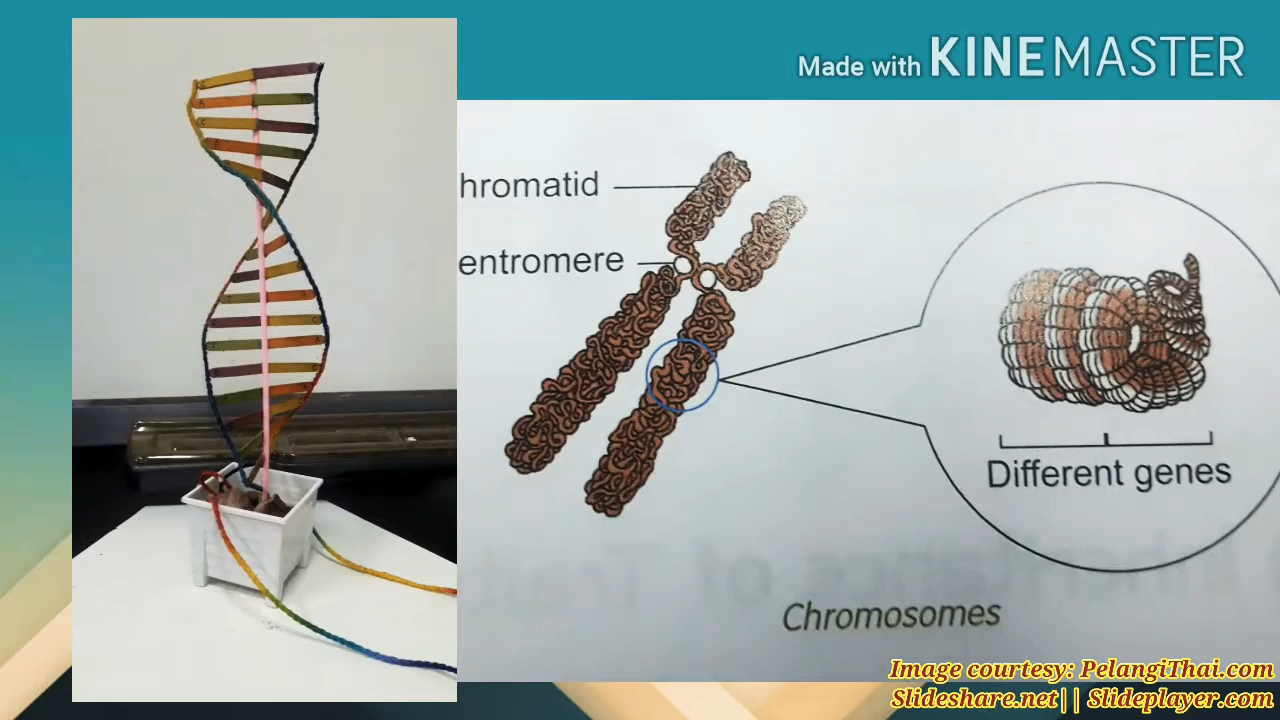 Made with KINEMASTER
hromatid
entromere
Different genes
Chromosomes
Image courtesy: PelangiThai.com
Slideshare.net|| Slideplayer.com